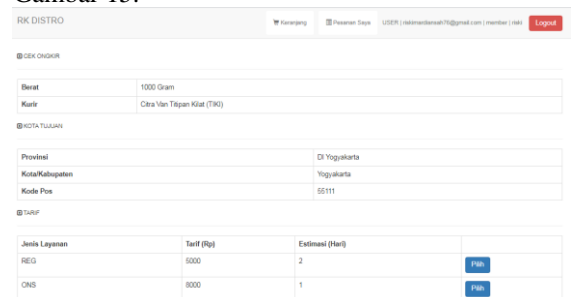 Gambar 15.
RK DISTRO Keranjang Pesanan Saya USER | | member | riski Logout
CEK ONGKIR
Berat 1000 Gram
Kurir Citra Van Titipan Kilat (TIKI)
KOTA TUJUAN
Provinsi DI Yogyakarta
Kota/Kabupaten Yogyakarta
Kode Pos 55111
TARIF
Jenis Layanan Tarif (Rp) Estimasi (Hari)
REG 5000 2 Pilih
ONS 8000 1 Pilih